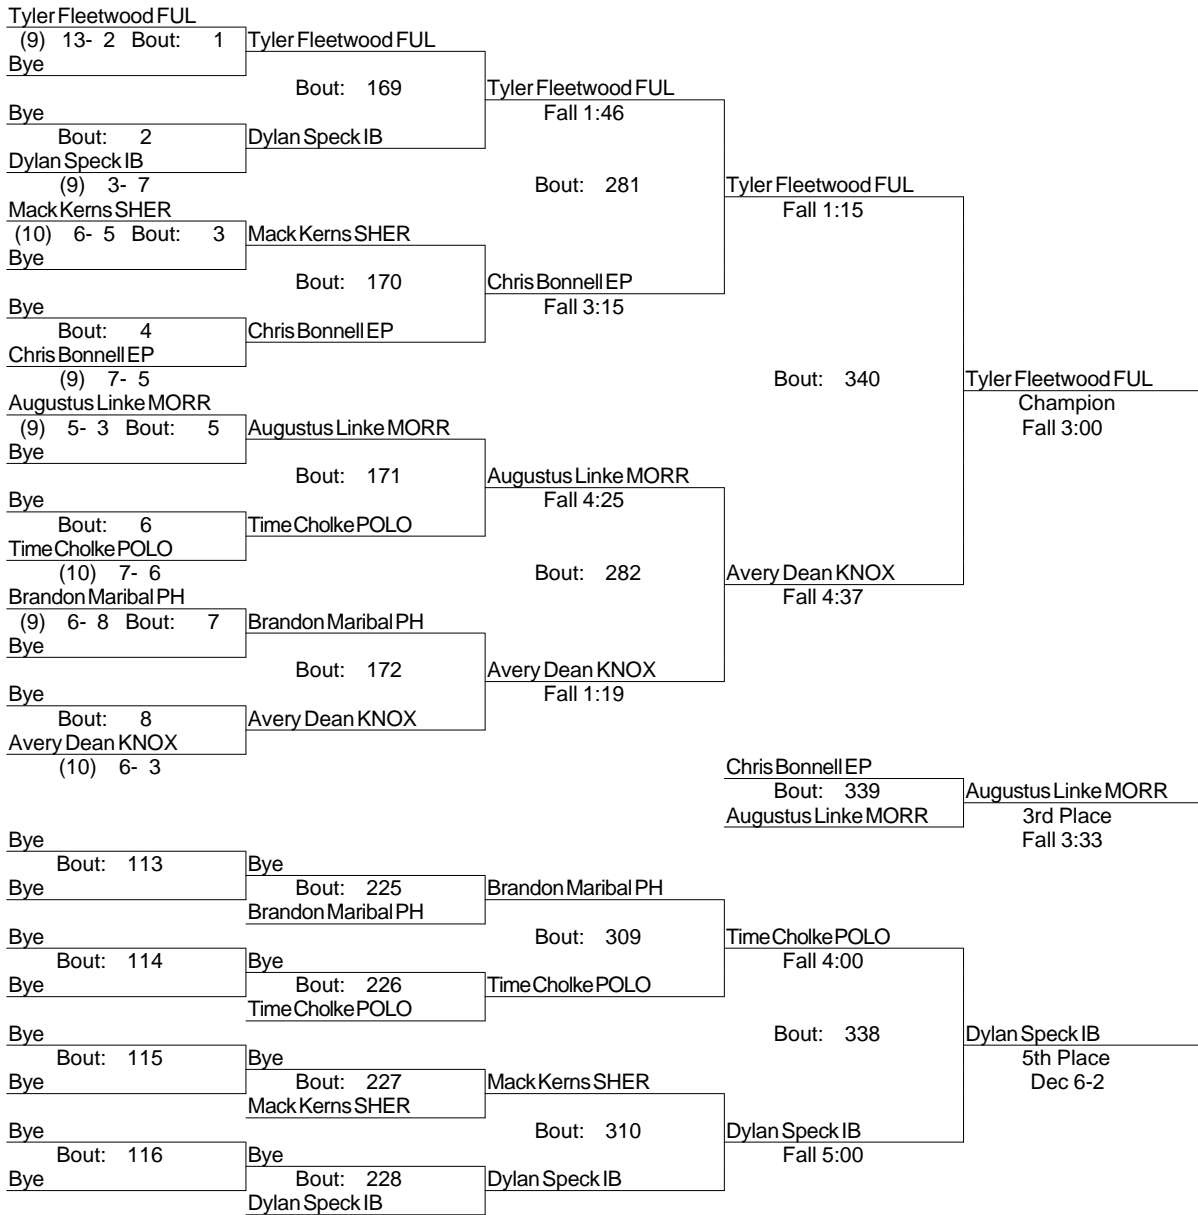 Tyler Fleetwood FUL
(9) 13- 2 Bout: 1 Tyler Fleetwood FUL
Bye
Bout: 169 Tyler Fleetwood FUL
Bye Fall 1:46
Bout: 2 Dylan Speck IB
Dylan Speck IB
(9) 3- 7 Bout: 281 Tyler Fleetwood FUL
Mack Kerns SHER Fall 1:15
(10) 6- 5 Bout: 3 Mack Kerns SHER
Bye
Bout: 170 Chris Bonnell EP
Bye Fall 3:15
Bout: 4 Chris Bonnell EP
Chris Bonnell EP
(9) 7- 5 Bout: 340 Tyler Fleetwood FUL
Augustus Linke MORR Champion
(9) 5- 3 Bout: 5 Augustus Linke MORR Fall 3:00
Bye
Bout: 171 Augustus Linke MORR
Bye Fall 4:25
Bout: 6 Time Cholke POLO
Time Cholke POLO
(10) 7- 6 Bout: 282 Avery Dean KNOX
Brandon Maribal PH Fall 4:37
(9) 6- 8 Bout: 7 Brandon Maribal PH
Bye
Bout: 172 Avery Dean KNOX
Bye Fall 1:19
Bout: 8 Avery Dean KNOX
Avery Dean KNOX
(10) 6- 3 Chris Bonnell EP
Bout: 339 Augustus Linke MORR
Augustus Linke MORR 3rd Place
Bye Fall 3:33
Bout: 113 Bye
Bye Bout: 225 Brandon Maribal PH
Brandon Maribal PH
Bye Bout: 309 Time Cholke POLO
Bout: 114 Bye Fall 4:00
Bye Bout: 226 Time Cholke POLO
Time Cholke POLO
Bye Bout: 338 Dylan Speck IB
Bout: 115 Bye 5th Place
Bye Bout: 227 Mack Kerns SHER Dec 6-2
Mack Kerns SHER
Bye Bout: 310 Dylan Speck IB
Bout: 116 Bye Fall 5:00
Bye Bout: 228 Dylan Speck IB
Dylan Speck IB